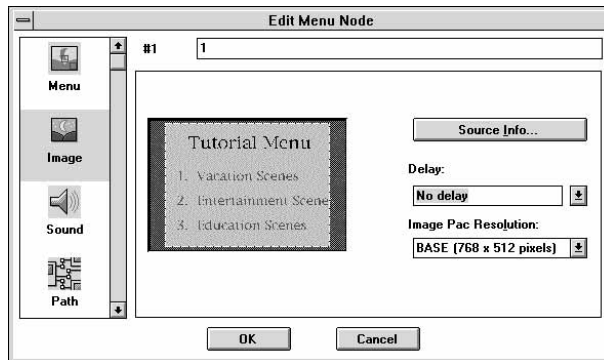 Edit Menu Node
#1 1
Menu
Image
Sound
Path
Tutorial Menu
1. Vacation Scenes
2. Entertainment Scene
3. Education Scenes
Source Info...
Delay:
No delay
Image Pac Resolution:
BASE (768 x 512 pixels)
OK Cancel